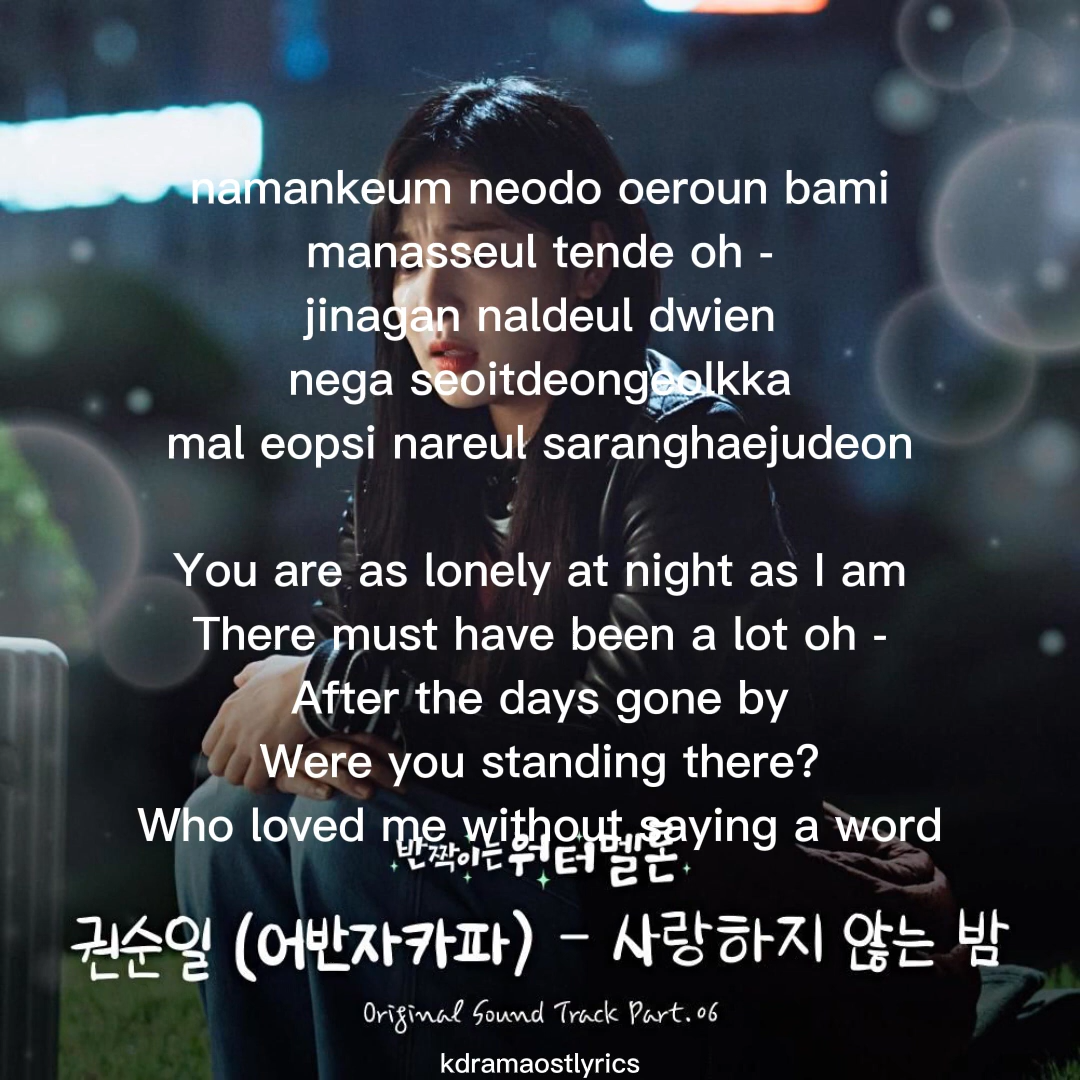 namankeum neodo oeroun bami
manasseul tende oh -
jinagan naldeul dwien
nega seoitdeongeolkka
mal eopsi nareul saranghaejudeon
You are as lonely at night as I am
There must have been a lot oh -
After the days gone by
Were you standing there?
Who loved me without saying a word
반짝이는 워터멜론
권순일 (어반자카파) - 사랑하지 않는 밤
Original Sound Track Part.06
kdramaostlyrics